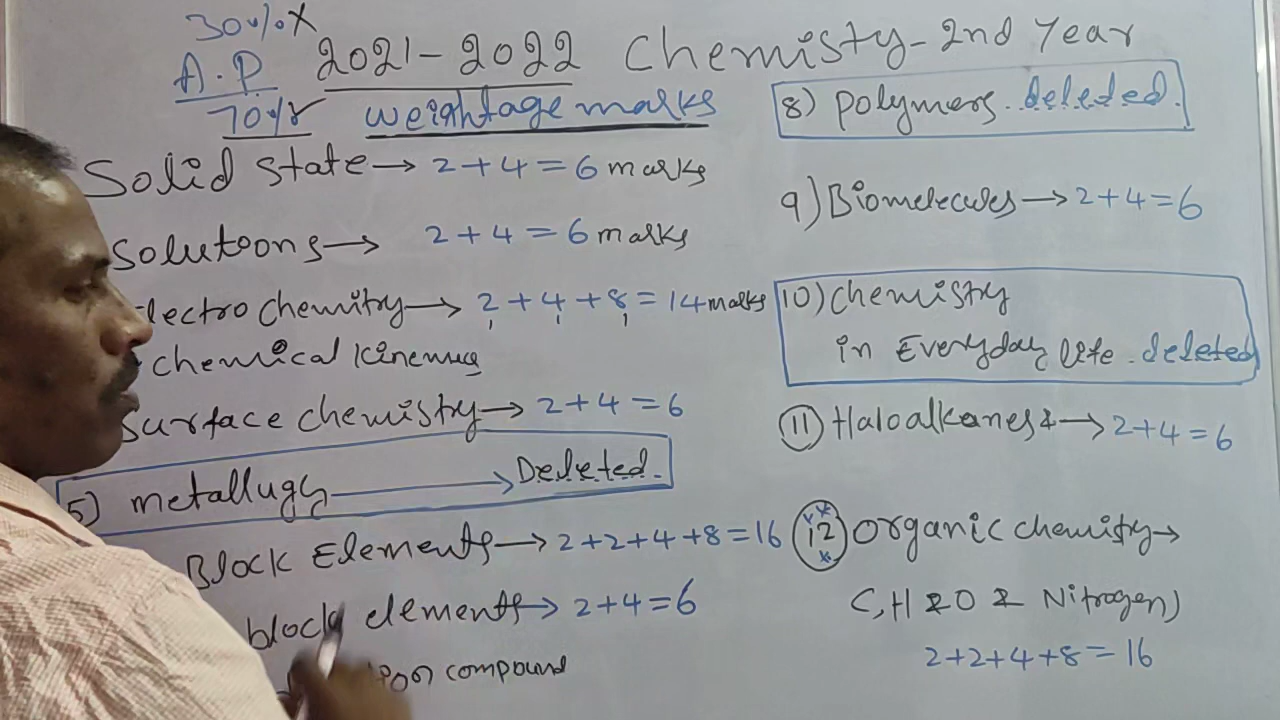 30%X
A.P 2021-2022 Chemisty-2nd Year
70% weightage marks
Solid state→ 2+4=6 marks
Solutoons→ 2+4=6 marks
lectro chemitry→ 2+4+8=14 marks
chemical kinemics
surface chemistry→ 2+4=6
5) metallugy→ Deleted.
Block Elements→ 2+2+4+8=16
block elements→ 2+4=6
compound
8) polymers. deleted.
9) Biomelecules→ 2+4=6
10) chemistry
in Everyday life. deleted
11 Haloalkanes &→ 2+4=6
12 organic chemistry→
C,H & O & Nitrogen)
2+2+4+8=16